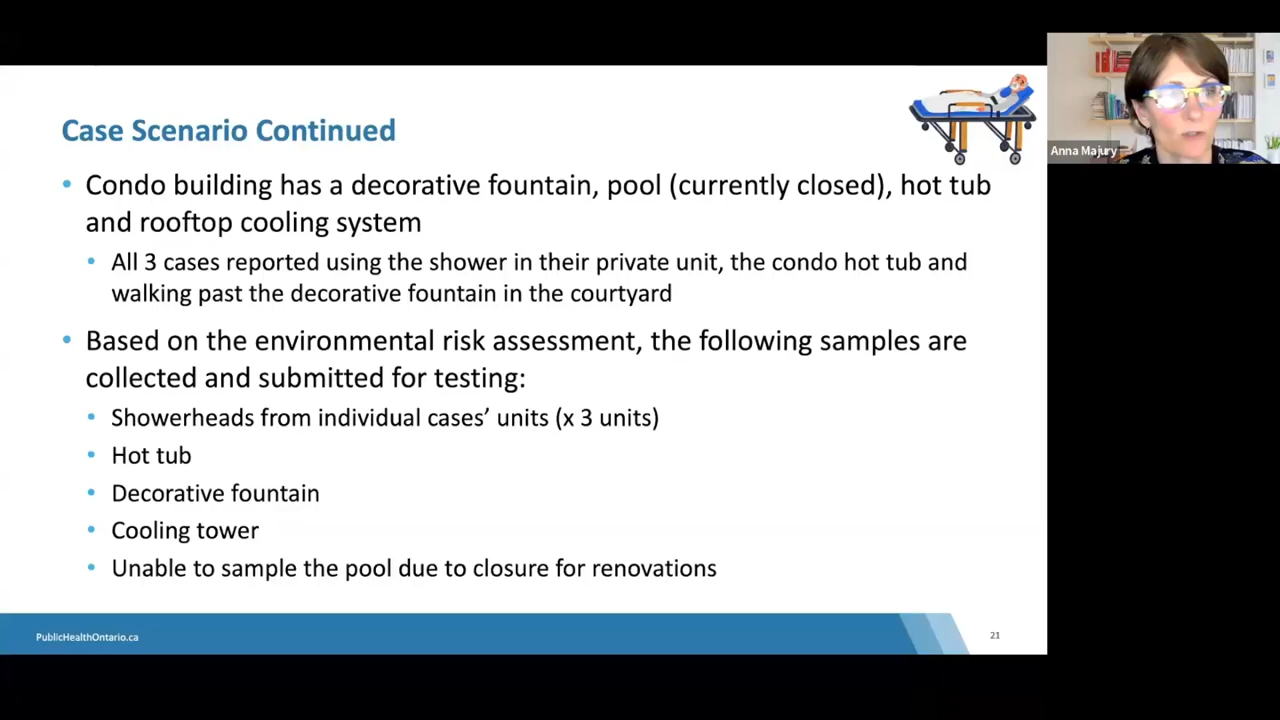 Case Scenario Continued
• Condo building has a decorative fountain, pool (currently closed), hot tub
and rooftop cooling system
• All 3 cases reported using the shower in their private unit, the condo hot tub and
walking past the decorative fountain in the courtyard
• Based on the environmental risk assessment, the following samples are
collected and submitted for testing:
• Showerheads from individual cases’ units (x 3 units)
• Hot tub
• Decorative fountain
• Cooling tower
• Unable to sample the pool due to closure for renovations
PublicHealthOntario.ca
21
Anna Majury